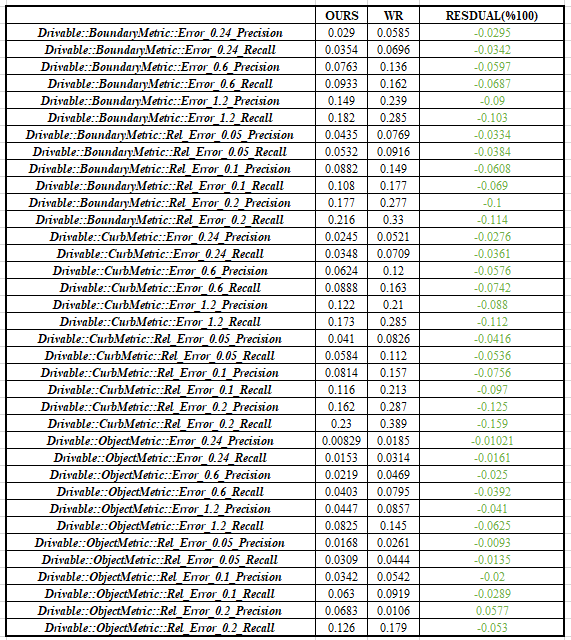 OURS WR RESDUAL(%100)
Drivable::BoundaryMetric::Error_0.24_Precision 0.029 0.0585 -0.0295
Drivable::BoundaryMetric::Error_0.24_Recall 0.0354 0.0696 -0.0342
Drivable::BoundaryMetric::Error_0.6_Precision 0.0763 0.136 -0.0597
Drivable::BoundaryMetric::Error_0.6_Recall 0.0933 0.162 -0.0687
Drivable::BoundaryMetric::Error_1.2_Precision 0.149 0.239 -0.09
Drivable::BoundaryMetric::Error_1.2_Recall 0.182 0.285 -0.103
Drivable::BoundaryMetric::Rel_Error_0.05_Precision 0.0435 0.0769 -0.0334
Drivable::BoundaryMetric::Rel_Error_0.05_Recall 0.0532 0.0916 -0.0384
Drivable::BoundaryMetric::Rel_Error_0.1_Precision 0.0882 0.149 -0.0608
Drivable::BoundaryMetric::Rel_Error_0.1_Recall 0.108 0.177 -0.069
Drivable::BoundaryMetric::Rel_Error_0.2_Precision 0.177 0.277 -0.1
Drivable::BoundaryMetric::Rel_Error_0.2_Recall 0.216 0.33 -0.114
Drivable::CurbMetric::Error_0.24_Precision 0.0245 0.0521 -0.0276
Drivable::CurbMetric::Error_0.24_Recall 0.0348 0.0709 -0.0361
Drivable::CurbMetric::Error_0.6_Precision 0.0624 0.12 -0.0576
Drivable::CurbMetric::Error_0.6_Recall 0.0888 0.163 -0.0742
Drivable::CurbMetric::Error_1.2_Precision 0.122 0.21 -0.088
Drivable::CurbMetric::Error_1.2_Recall 0.173 0.285 -0.112
Drivable::CurbMetric::Rel_Error_0.05_Precision 0.041 0.0826 -0.0416
Drivable::CurbMetric::Rel_Error_0.05_Recall 0.0584 0.112 -0.0536
Drivable::CurbMetric::Rel_Error_0.1_Precision 0.0814 0.157 -0.0756
Drivable::CurbMetric::Rel_Error_0.1_Recall 0.116 0.213 -0.097
Drivable::CurbMetric::Rel_Error_0.2_Precision 0.162 0.287 -0.125
Drivable::CurbMetric::Rel_Error_0.2_Recall 0.23 0.389 -0.159
Drivable::ObjectMetric::Error_0.24_Precision 0.00829 0.0185 -0.01021
Drivable::ObjectMetric::Error_0.24_Recall 0.0153 0.0314 -0.0161
Drivable::ObjectMetric::Error_0.6_Precision 0.0219 0.0469 -0.025
Drivable::ObjectMetric::Error_0.6_Recall 0.0403 0.0795 -0.0392
Drivable::ObjectMetric::Error_1.2_Precision 0.0447 0.0857 -0.041
Drivable::ObjectMetric::Error_1.2_Recall 0.0825 0.145 -0.0625
Drivable::ObjectMetric::Rel_Error_0.05_Precision 0.0168 0.0261 -0.0093
Drivable::ObjectMetric::Rel_Error_0.05_Recall 0.0309 0.0444 -0.0135
Drivable::ObjectMetric::Rel_Error_0.1_Precision 0.0342 0.0542 -0.02
Drivable::ObjectMetric::Rel_Error_0.1_Recall 0.063 0.0919 -0.0289
Drivable::ObjectMetric::Rel_Error_0.2_Precision 0.0683 0.0106 0.0577
Drivable::ObjectMetric::Rel_Error_0.2_Recall 0.126 0.179 -0.053